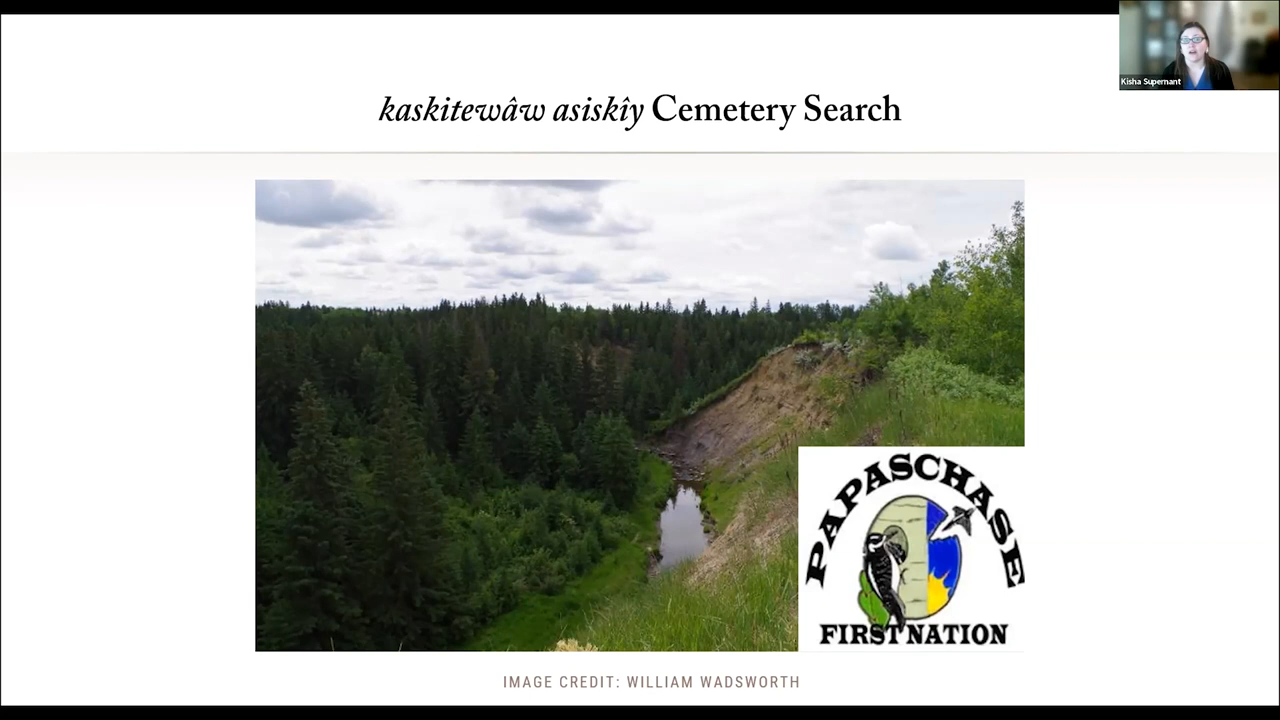 Kisha Supernant
kaskitewâw asiskîy Cemetery Search
PAPASCHASE
FIRST NATION
IMAGE CREDIT: WILLIAM WADSWORTH